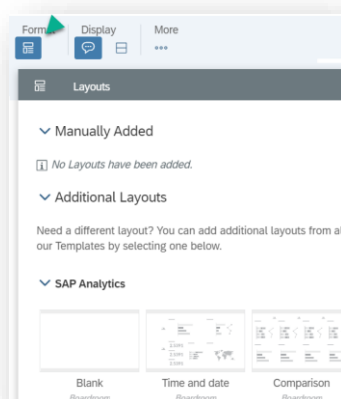 Format Display More
Layouts
Manually Added
No Layouts have been added.
Additional Layouts
Need a different layout? You can add additional layouts from al
our Templates by selecting one below.
SAP Analytics
Blank Time and date Comparison
Boardroom Boardroom Boardroom